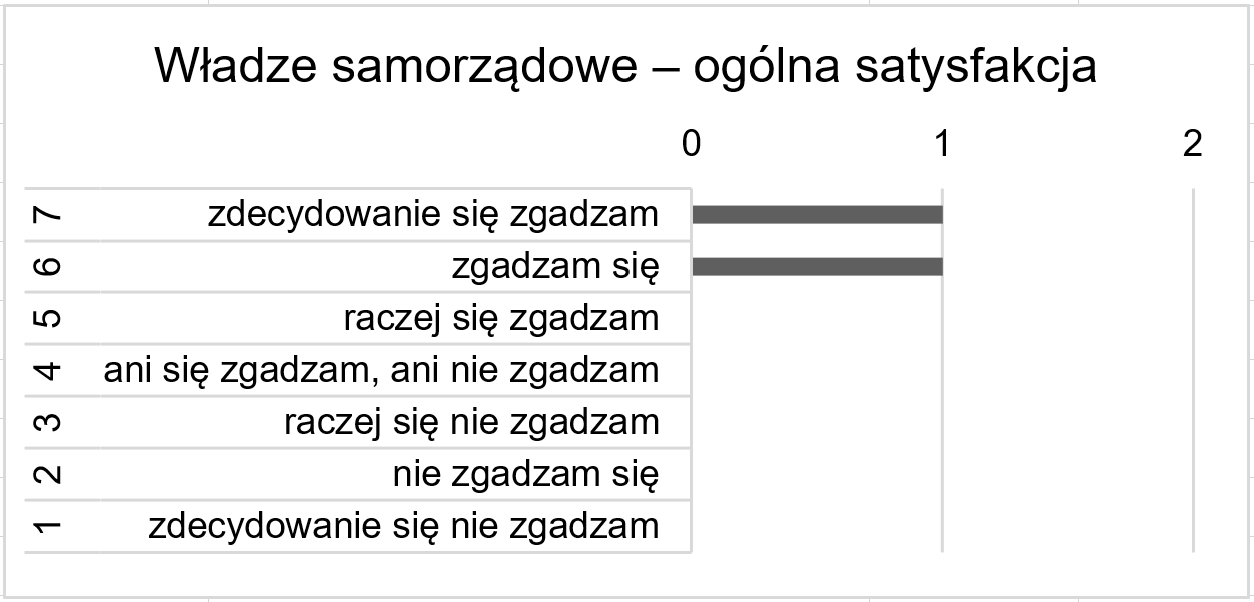 Władze samorządowe – ogólna satysfakcja
0 1 2
7 zdecydowanie się zgadzam
6 zgadzam się
5 raczej się zgadzam
4 ani się zgadzam, ani nie zgadzam
3 raczej się nie zgadzam
2 nie zgadzam się
1 zdecydowanie się nie zgadzam